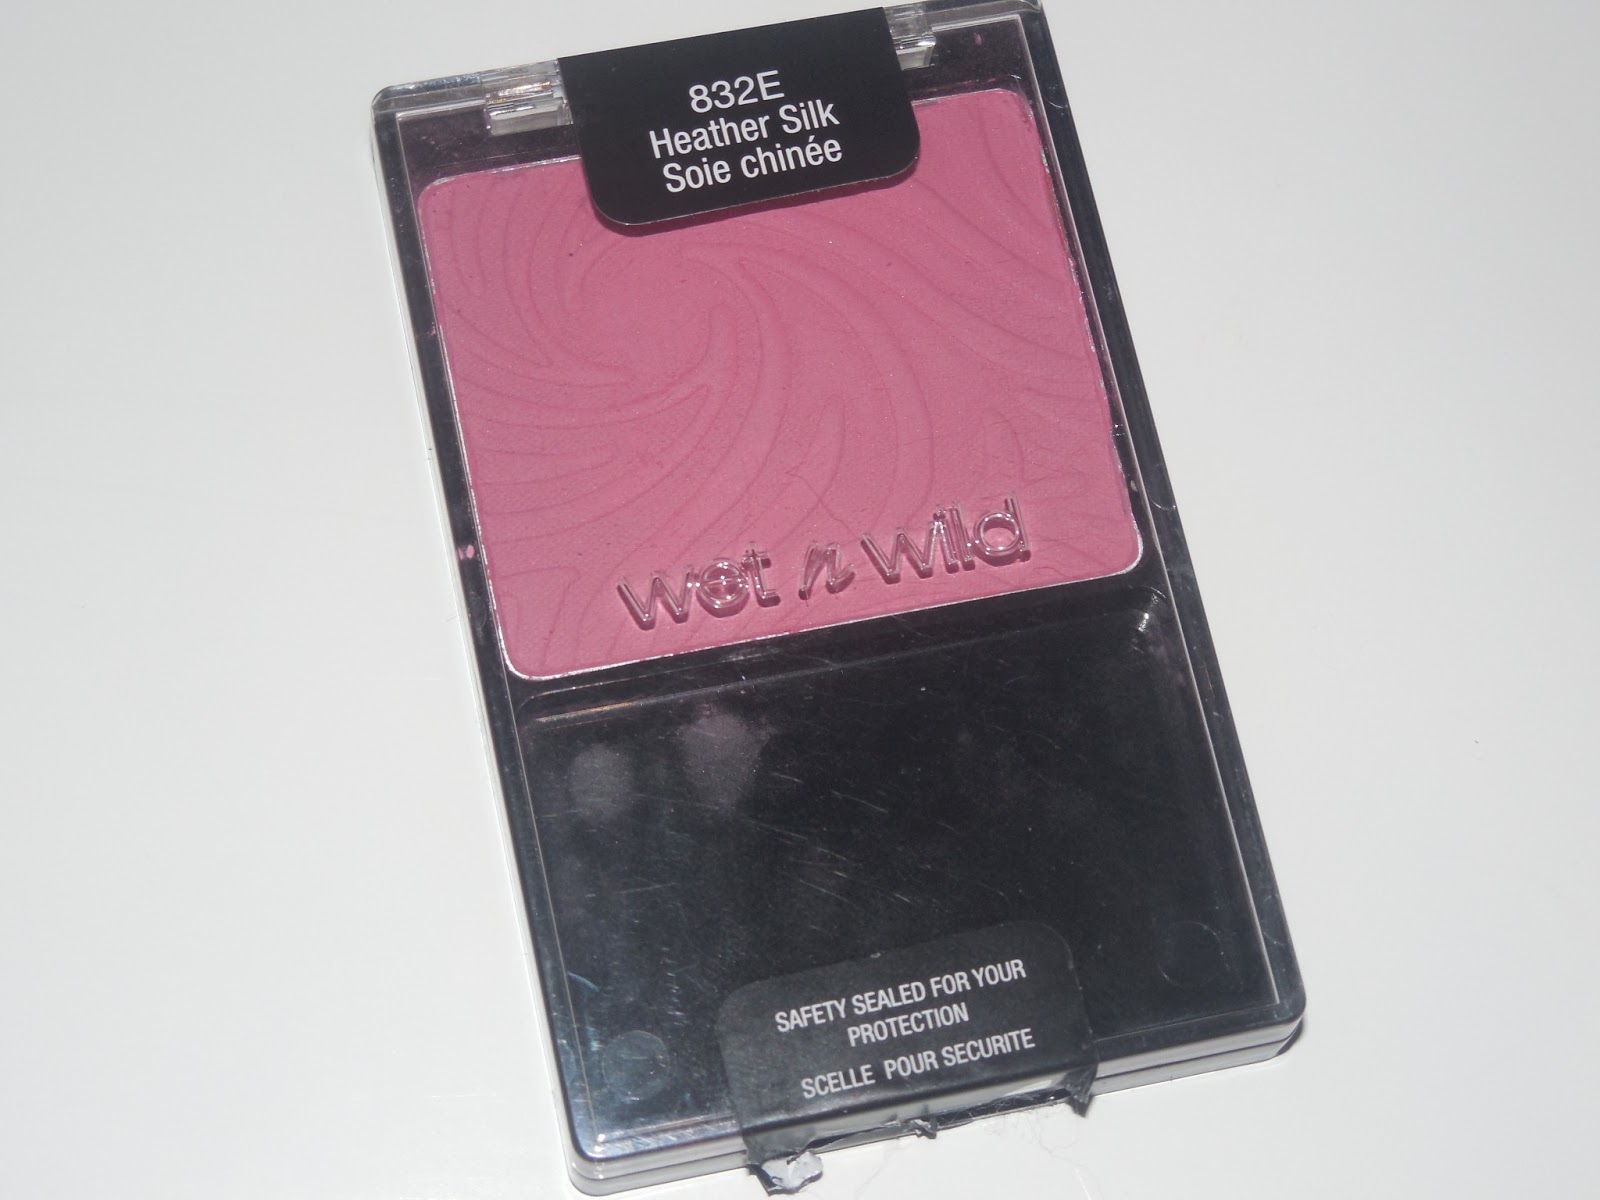 832E
Heather Silk
Soie chinée
wet n wild
SAFETY SEALED FOR YOUR
PROTECTION
SCELLE POUR SECURITE